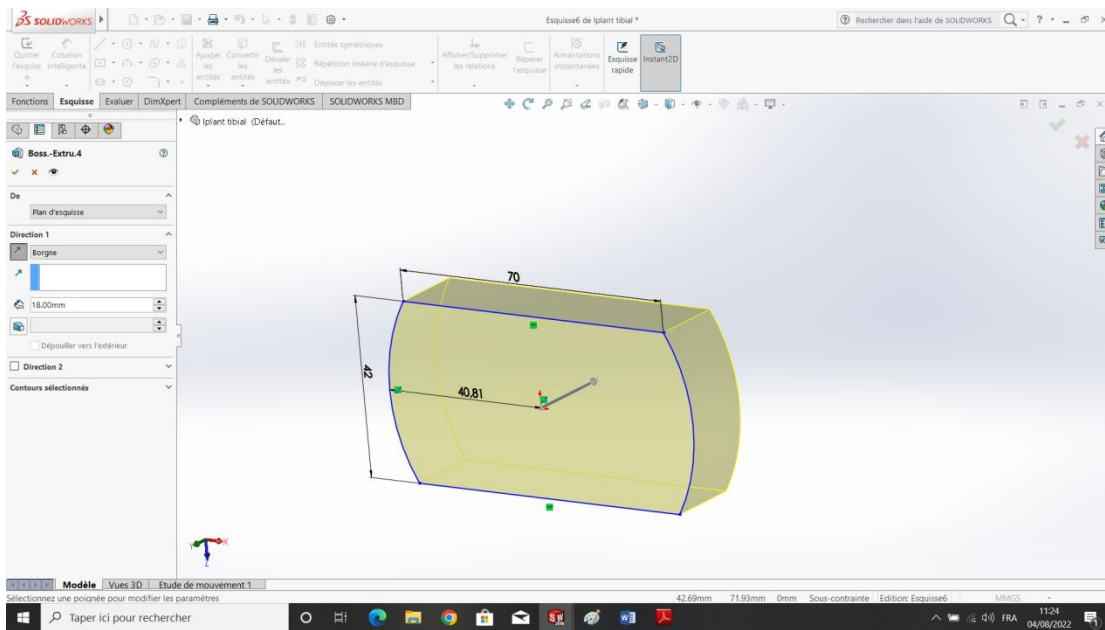 SOLIDWORKS
Esquisse6 de Iplant tibial *
Rechercher dans l'aide de SOLIDWORKS
Quitter l'esquiss e
Cotation intelligente
Ajuster les entités
Convertir les entités
Décaler les entités
Entités symétriques
Répétition linéaire d'esquisse
Déplacer les entités
Afficher/Supprimer les relations
Réparer l'esquisse
Aimantations instantanées
Esquisse rapide
Instant2D
Fonctions Esquisse Evaluer DimXpert Compléments de SOLIDWORKS SOLIDWORKS MBD
Iplant tibial (Défaut...
Boss.-Extru.4
De
Plan d'esquisse
Direction 1
Borgne
18.00mm
Dépouiller vers l'extérieur
Direction 2
Contours sélectionnés
70
42
40,81
X
Y
Z
Modèle Vues 3D Etude de mouvement 1
Sélectionnez une poignée pour modifier les paramètres
42.69mm 71.93mm 0mm Sous-contrainte Edition: Esquisse6 MMGS
Taper ici pour rechercher
FRA
11:24
04/08/2022